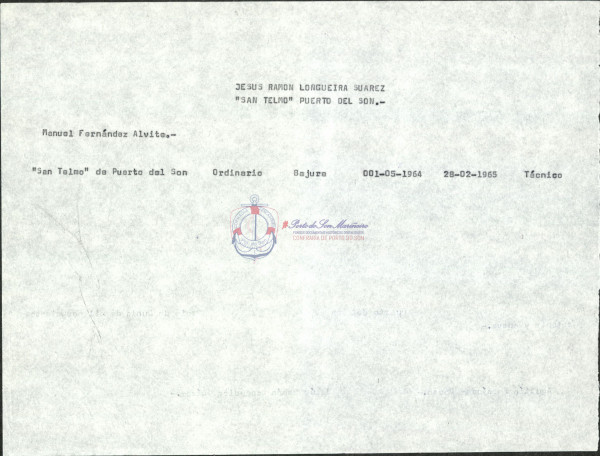 JESUS RAMON LONGUEIRA SUAREZ
"SAN TELMO" PUERTO DEL SON.-
Manuel Fernández Alvite.-
"San Telmo" de Puerto del Son Ordinario Bajura 001-05-1964 28-02-1965 Técnico
Porto do Son Mariñeiro
CONFRARÍA DE PORTO DO SON